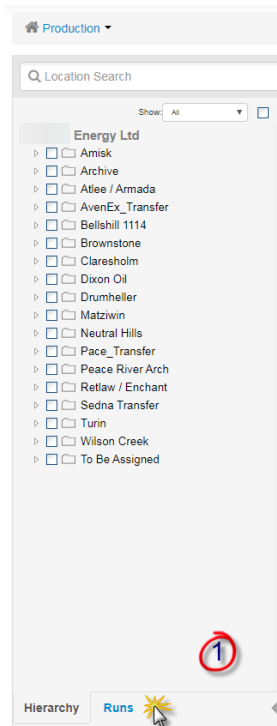 Production
Location Search
Show: All
Energy Ltd
Amisk
Archive
Atlee / Armada
AvenEx_Transfer
Bellshill 1114
Brownstone
Claresholm
Dixon Oil
Drumheller
Matziwin
Neutral Hills
Pace_Transfer
Peace River Arch
Retlaw / Enchant
Sedna Transfer
Turin
Wilson Creek
To Be Assigned
1
Hierarchy Runs